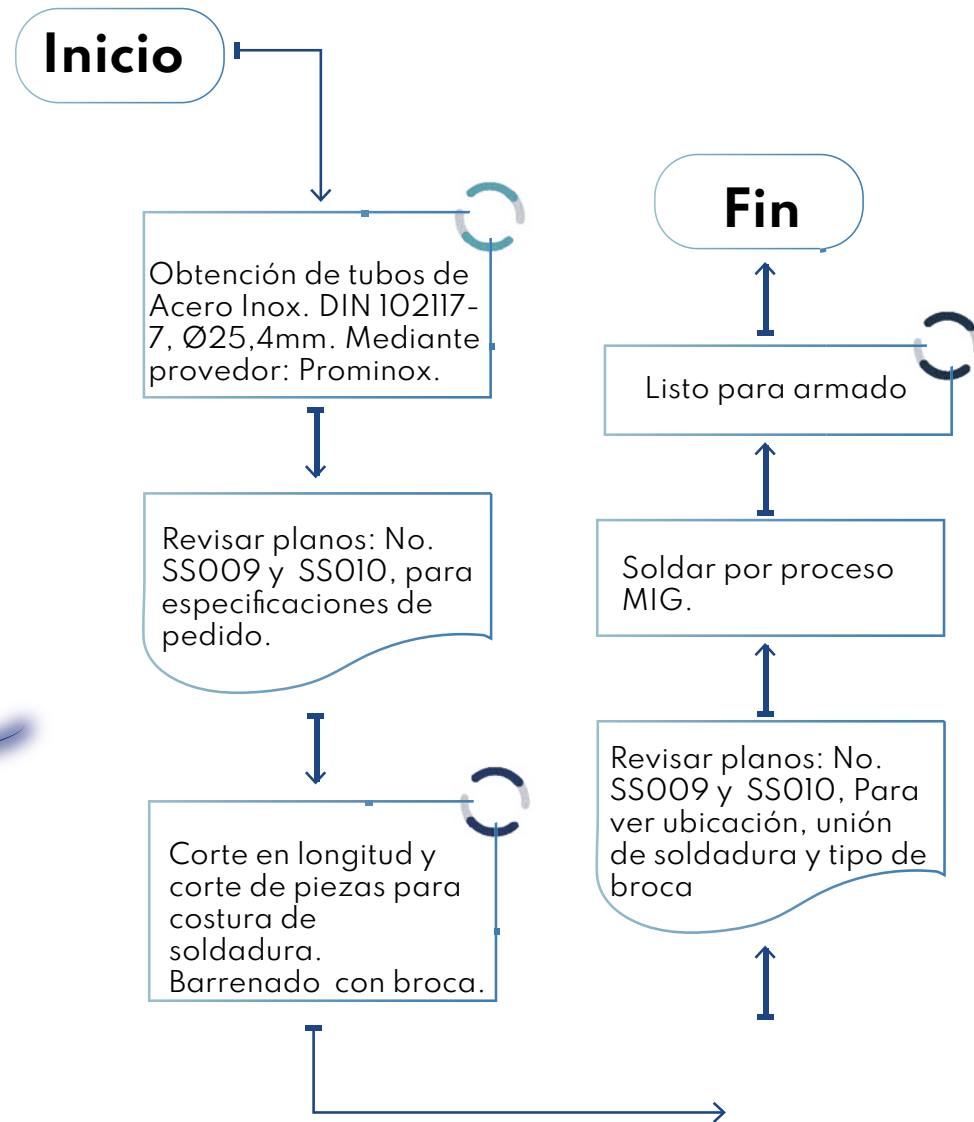 Inicio
Obtención de tubos de
Acero Inox. DIN 102117-
7, Ø25,4mm. Mediante
provedor: Prominox.
Revisar planos: No.
SS009 y SS010, para
especificaciones de
pedido.
Corte en longitud y
corte de piezas para
costura de
soldadura.
Barrenado con broca.
Revisar planos: No.
SS009 y SS010, Para
ver ubicación, unión
de soldadura y tipo de
broca
Soldar por proceso
MIG.
Listo para armado
Fin